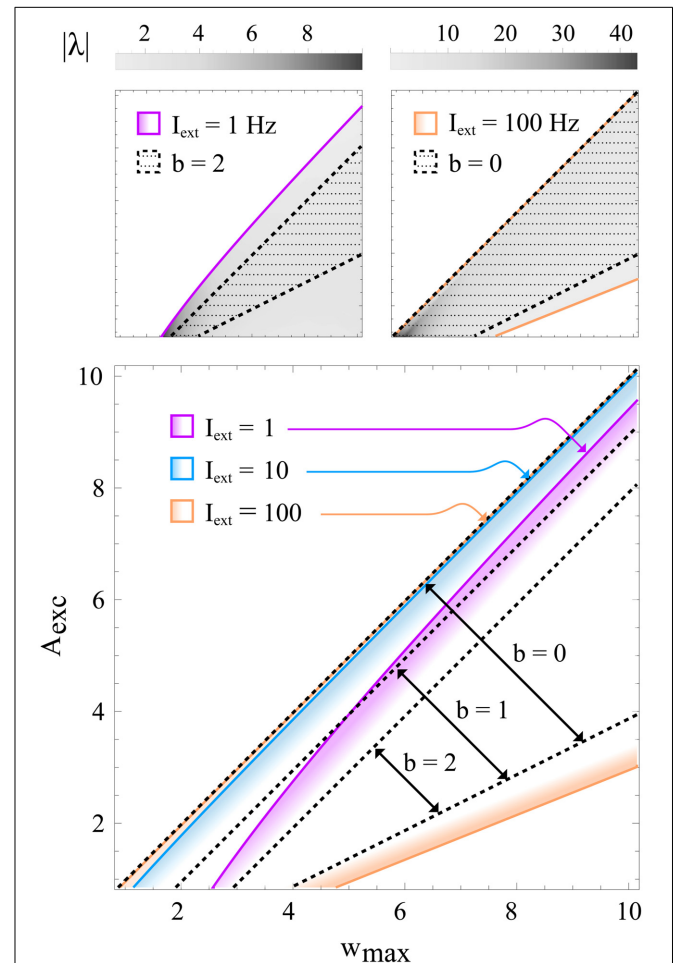 |λ| 2 4 6 8 10 20 30 40
I_ext = 1 Hz
b = 2
I_ext = 100 Hz
b = 0
10
8
6
4
2
A_exc
I_ext = 1
I_ext = 10
I_ext = 100
b = 0
b = 1
b = 2
2 4 6 8 10
w_max